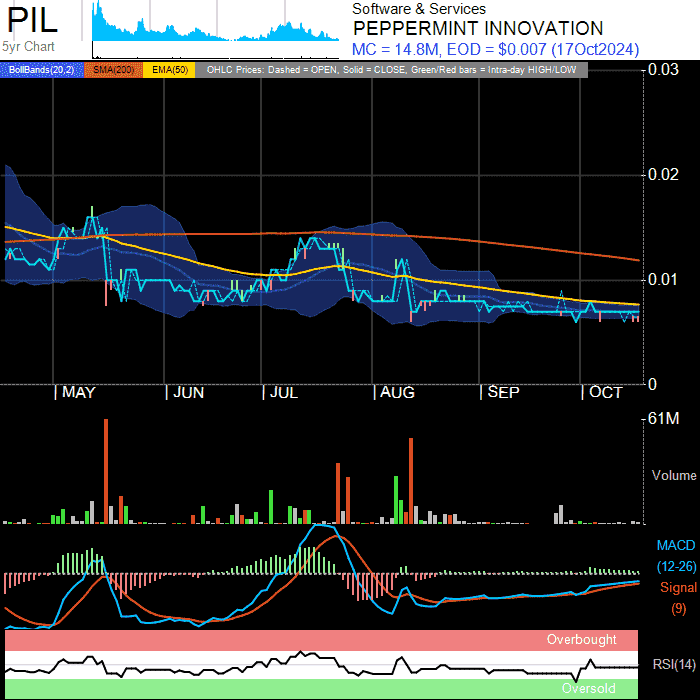 PIL
5yr Chart
Software & Services
PEPPERMINT INNOVATION
MC = 14.8M, EOD = $0.007 (17Oct2024)
BollBands(20,2) SMA(200) EMA(50) OHLC Prices: Dashed = OPEN, Solid = CLOSE, Green/Red bars = Intra-day HIGH/LOW
0.03
0.02
0.01
0
| MAY | JUN | JUL | AUG | SEP | OCT
61M
Volume
MACD
(12-26)
Signal
(9)
Overbought
RSI(14)
Oversold